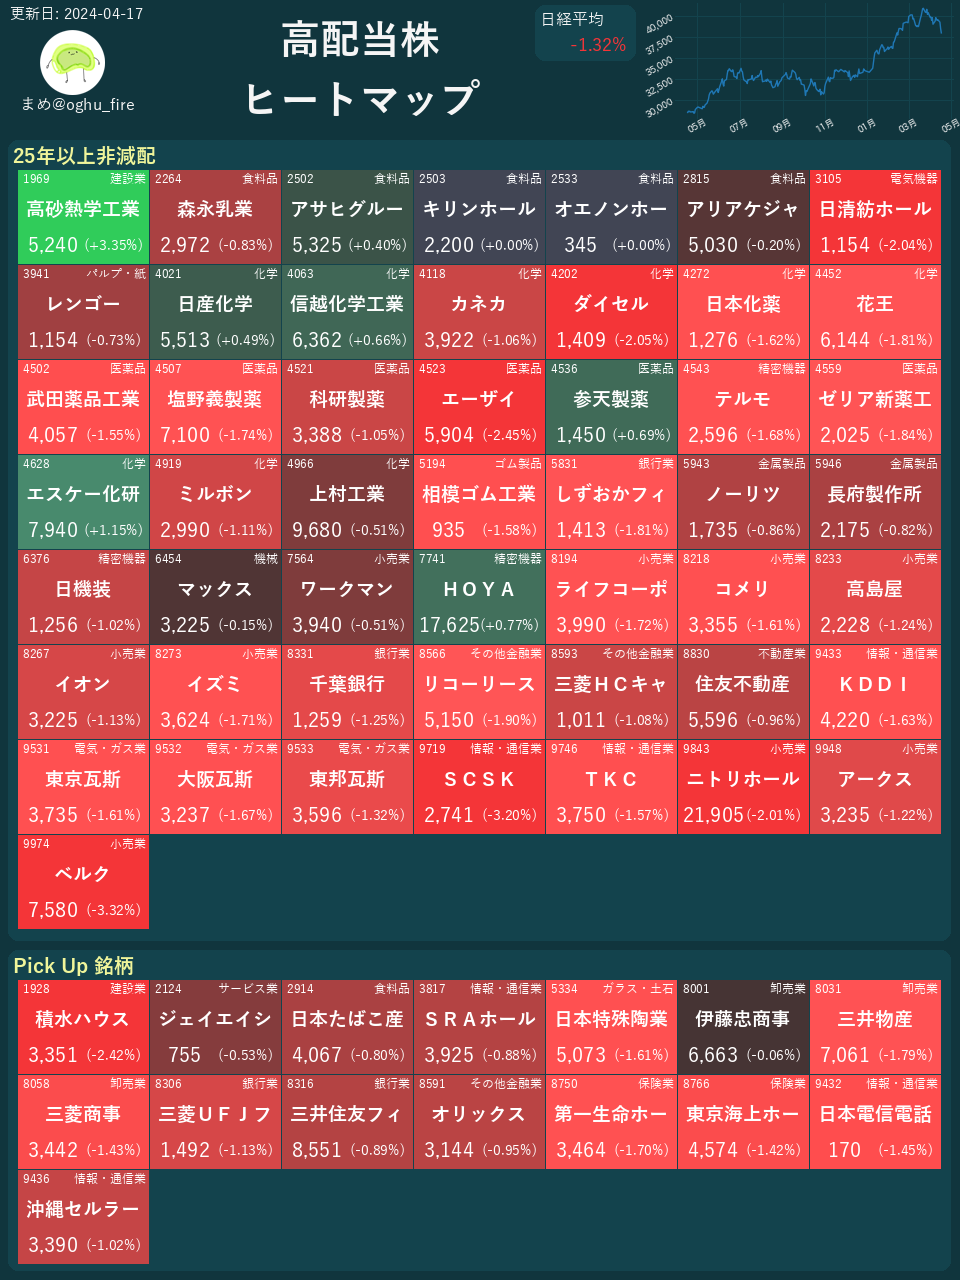 更新日: 2024-04-17
まめ@oghu_fire
高配当株
ヒートマップ
日経平均
-1.32%
40,000
37,500
35,000
32,500
30,000
05月 07月 09月 11月 01月 03月 05月
25年以上非減配
1969 建設業 2264 食料品 2502 食料品 2503 食料品 2533 食料品 2815 食料品 3105 電気機器
高砂熱学工業 森永乳業 アサヒグルー キリンホール オエノンホー アリアケジャ 日清紡ホール
5,240 (+3.35%) 2,972 (-0.83%) 5,325 (+0.40%) 2,200 (+0.00%) 345 (+0.00%) 5,030 (-0.20%) 1,154 (-2.04%)
3941 パルプ・紙 4021 化学 4063 化学 4118 化学 4202 化学 4272 化学 4452 化学
レンゴー 日産化学 信越化学工業 カネカ ダイセル 日本化薬 花王
1,154 (-0.73%) 5,513 (+0.49%) 6,362 (+0.66%) 3,922 (-1.06%) 1,409 (-2.05%) 1,276 (-1.62%) 6,144 (-1.81%)
4502 医薬品 4507 医薬品 4521 医薬品 4523 医薬品 4536 医薬品 4543 精密機器 4559 医薬品
武田薬品工業 塩野義製薬 科研製薬 エーザイ 参天製薬 テルモ ゼリア新薬工
4,057 (-1.55%) 7,100 (-1.74%) 3,388 (-1.05%) 5,904 (-2.45%) 1,450 (+0.69%) 2,596 (-1.68%) 2,025 (-1.84%)
4628 化学 4919 化学 4966 化学 5194 ゴム製品 5831 銀行業 5943 金属製品 5946 金属製品
エスケー化研 ミルボン 上村工業 相模ゴム工業 しずおかフィ ノーリツ 長府製作所
7,940 (+1.15%) 2,990 (-1.11%) 9,680 (-0.51%) 935 (-1.58%) 1,413 (-1.81%) 1,735 (-0.86%) 2,175 (-0.82%)
6376 精密機器 6454 機械 7564 小売業 7741 精密機器 8194 小売業 8218 小売業 8233 小売業
日機装 マックス ワークマン ＨＯＹＡ ライフコーポ コメリ 高島屋
1,256 (-1.02%) 3,225 (-0.15%) 3,940 (-0.51%) 17,625(+0.77%) 3,990 (-1.72%) 3,355 (-1.61%) 2,228 (-1.24%)
8267 小売業 8273 小売業 8331 銀行業 8566 その他金融業 8593 その他金融業 8830 不動産業 9433 情報・通信業
イオン イズミ 千葉銀行 リコーリース 三菱ＨＣキャ 住友不動産 ＫＤＤＩ
3,225 (-1.13%) 3,624 (-1.71%) 1,259 (-1.25%) 5,150 (-1.90%) 1,011 (-1.08%) 5,596 (-0.96%) 4,220 (-1.63%)
9531 電気・ガス業 9532 電気・ガス業 9533 電気・ガス業 9719 情報・通信業 9746 情報・通信業 9843 小売業 9948 小売業
東京瓦斯 大阪瓦斯 東邦瓦斯 ＳＣＳＫ ＴＫＣ ニトリホール アークス
3,735 (-1.61%) 3,237 (-1.67%) 3,596 (-1.32%) 2,741 (-3.20%) 3,750 (-1.57%) 21,905(-2.01%) 3,235 (-1.22%)
9974 小売業
ベルク
7,580 (-3.32%)
Pick Up 銘柄
1928 建設業 2124 サービス業 2914 食料品 3817 情報・通信業 5334 ガラス・土石 8001 卸売業 8031 卸売業
積水ハウス ジェイエイシ 日本たばこ産 ＳＲＡホール 日本特殊陶業 伊藤忠商事 三井物産
3,351 (-2.42%) 755 (-0.53%) 4,067 (-0.80%) 3,925 (-0.88%) 5,073 (-1.61%) 6,663 (-0.06%) 7,061 (-1.79%)
8058 卸売業 8306 銀行業 8316 銀行業 8591 その他金融業 8750 保険業 8766 保険業 9432 情報・通信業
三菱商事 三菱ＵＦＪフ 三井住友フィ オリックス 第一生命ホー 東京海上ホー 日本電信電話
3,442 (-1.43%) 1,492 (-1.13%) 8,551 (-0.89%) 3,144 (-0.95%) 3,464 (-1.70%) 4,574 (-1.42%) 170 (-1.45%)
9436 情報・通信業
沖縄セルラー
3,390 (-1.02%)